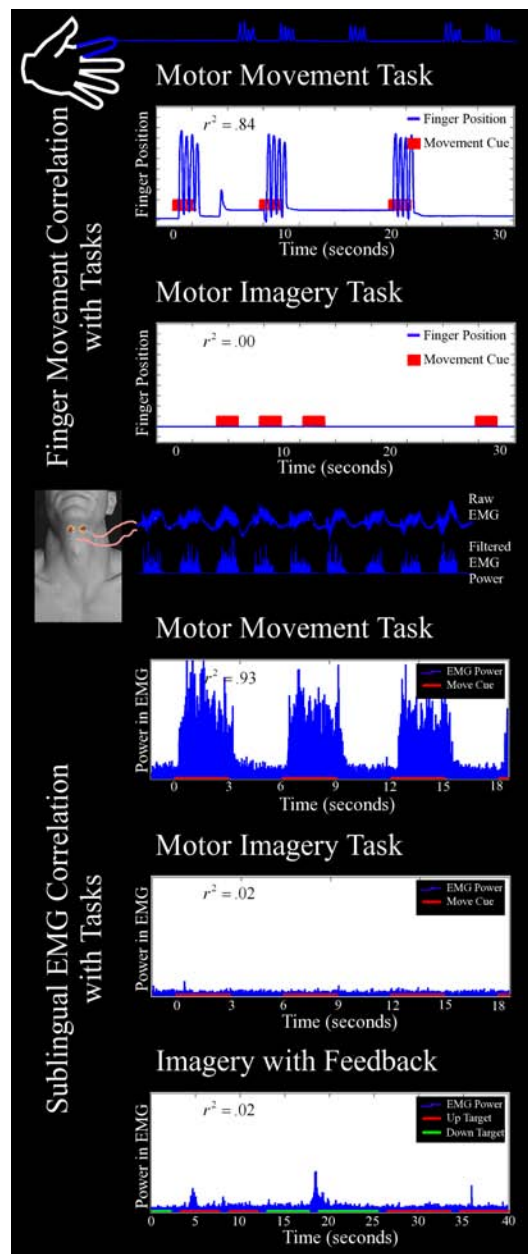 Finger Movement Correlation
with Tasks
Motor Movement Task
r² = .84
Finger Position
Movement Cue
Finger Position
0 10 20 30
Time (seconds)
Motor Imagery Task
r² = .00
Finger Position
Movement Cue
Finger Position
0 10 20 30
Time (seconds)
Raw
EMG
Filtered
EMG
Power
Sublingual EMG Correlation
with Tasks
Motor Movement Task
r² = .93
EMG Power
Move Cue
Power in EMG
0 3 6 9 12 15 18
Time (seconds)
Motor Imagery Task
r² = .02
EMG Power
Move Cue
Power in EMG
0 3 6 9 12 15 18
Time (seconds)
Imagery with Feedback
r² = .02
EMG Power
Up Target
Down Target
Power in EMG
0 5 10 15 20 25 30 35 40
Time (seconds)